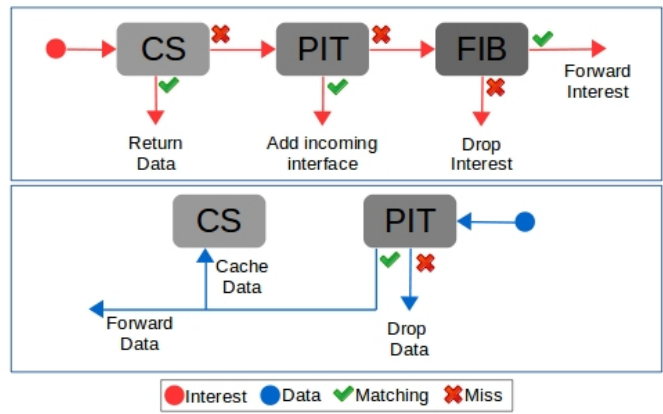 CS
PIT
FIB
Forward
Interest
Return
Data
Add incoming
interface
Drop
Interest
CS
PIT
Cache
Data
Forward
Data
Drop
Data
Interest Data Matching Miss